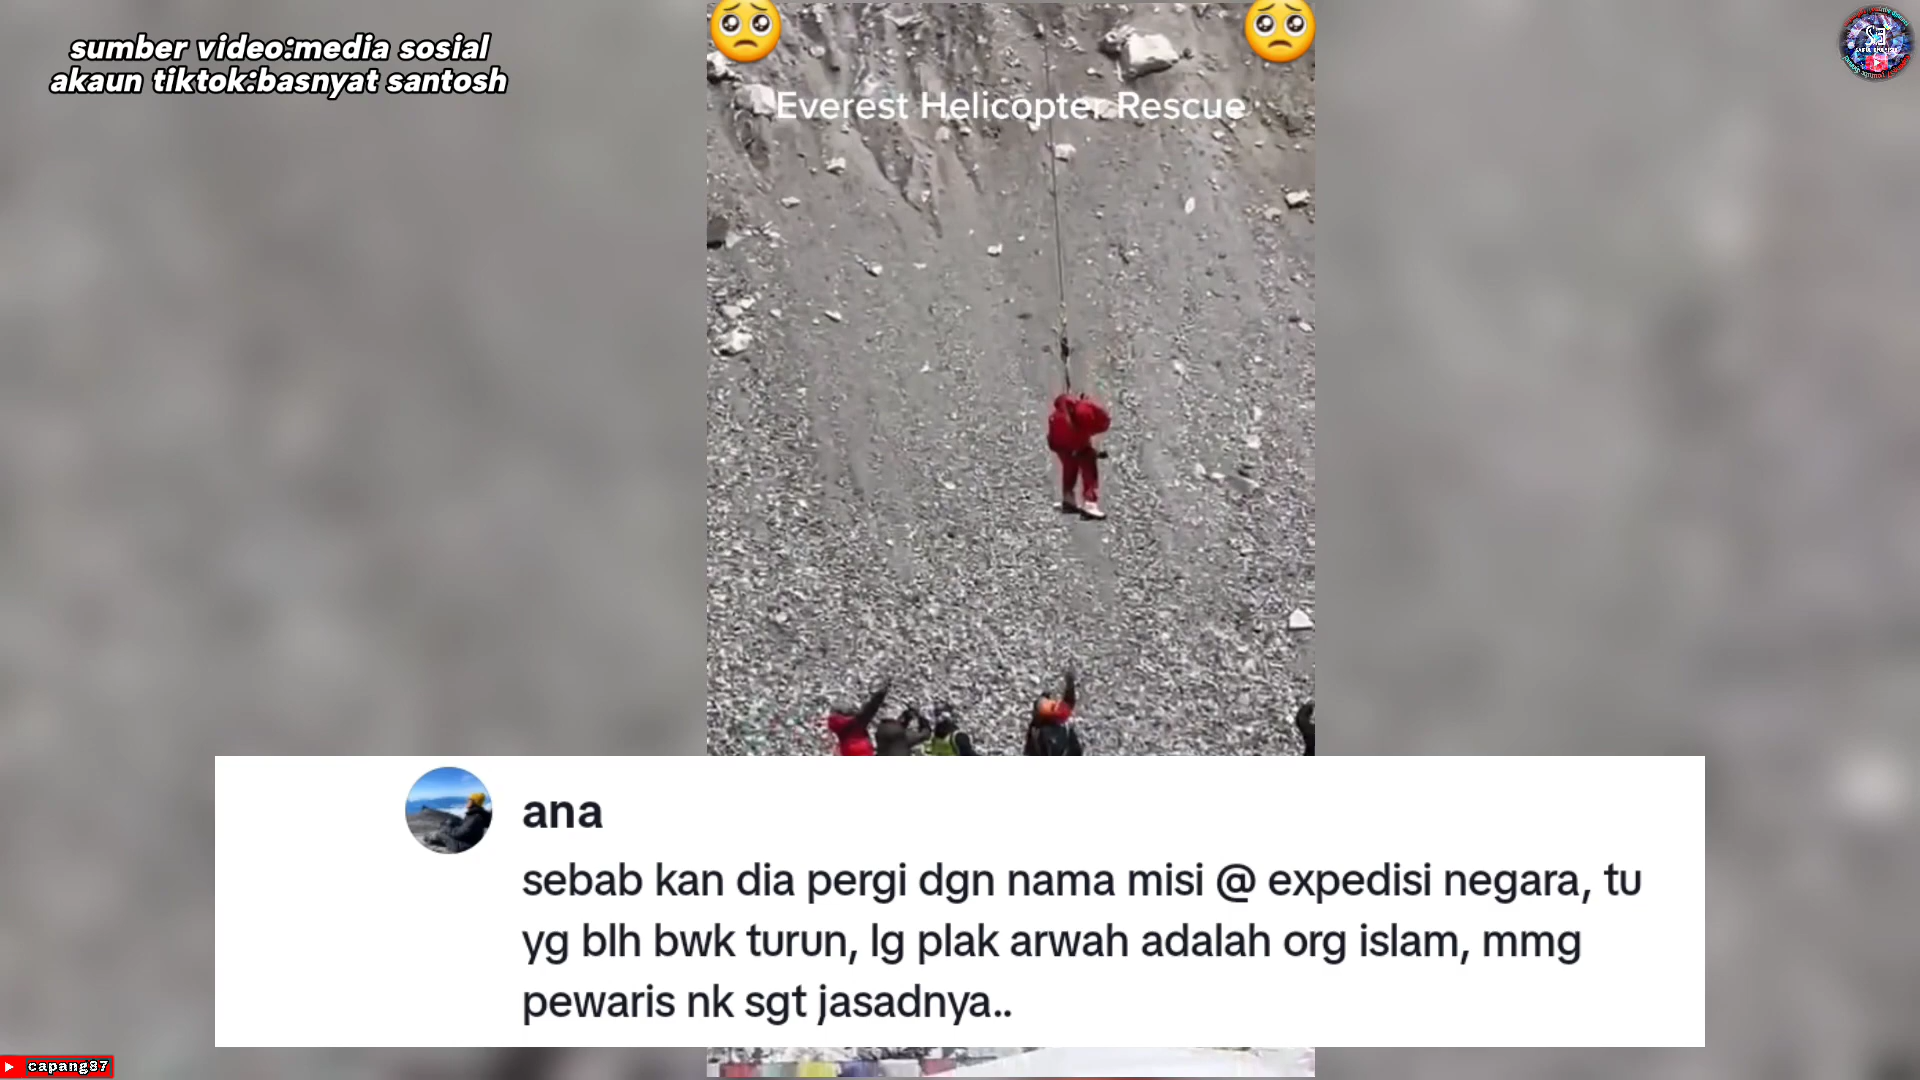 sumber video:media sosial
akaun tiktok:basnyat santosh
Everest Helicopter Rescue
ana
sebab kan dia pergi dgn nama misi @ expedisi negara, tu
yg blh bwk turun, lg plak arwah adalah org islam, mmg
pewaris nk sgt jasadnya..
capang87